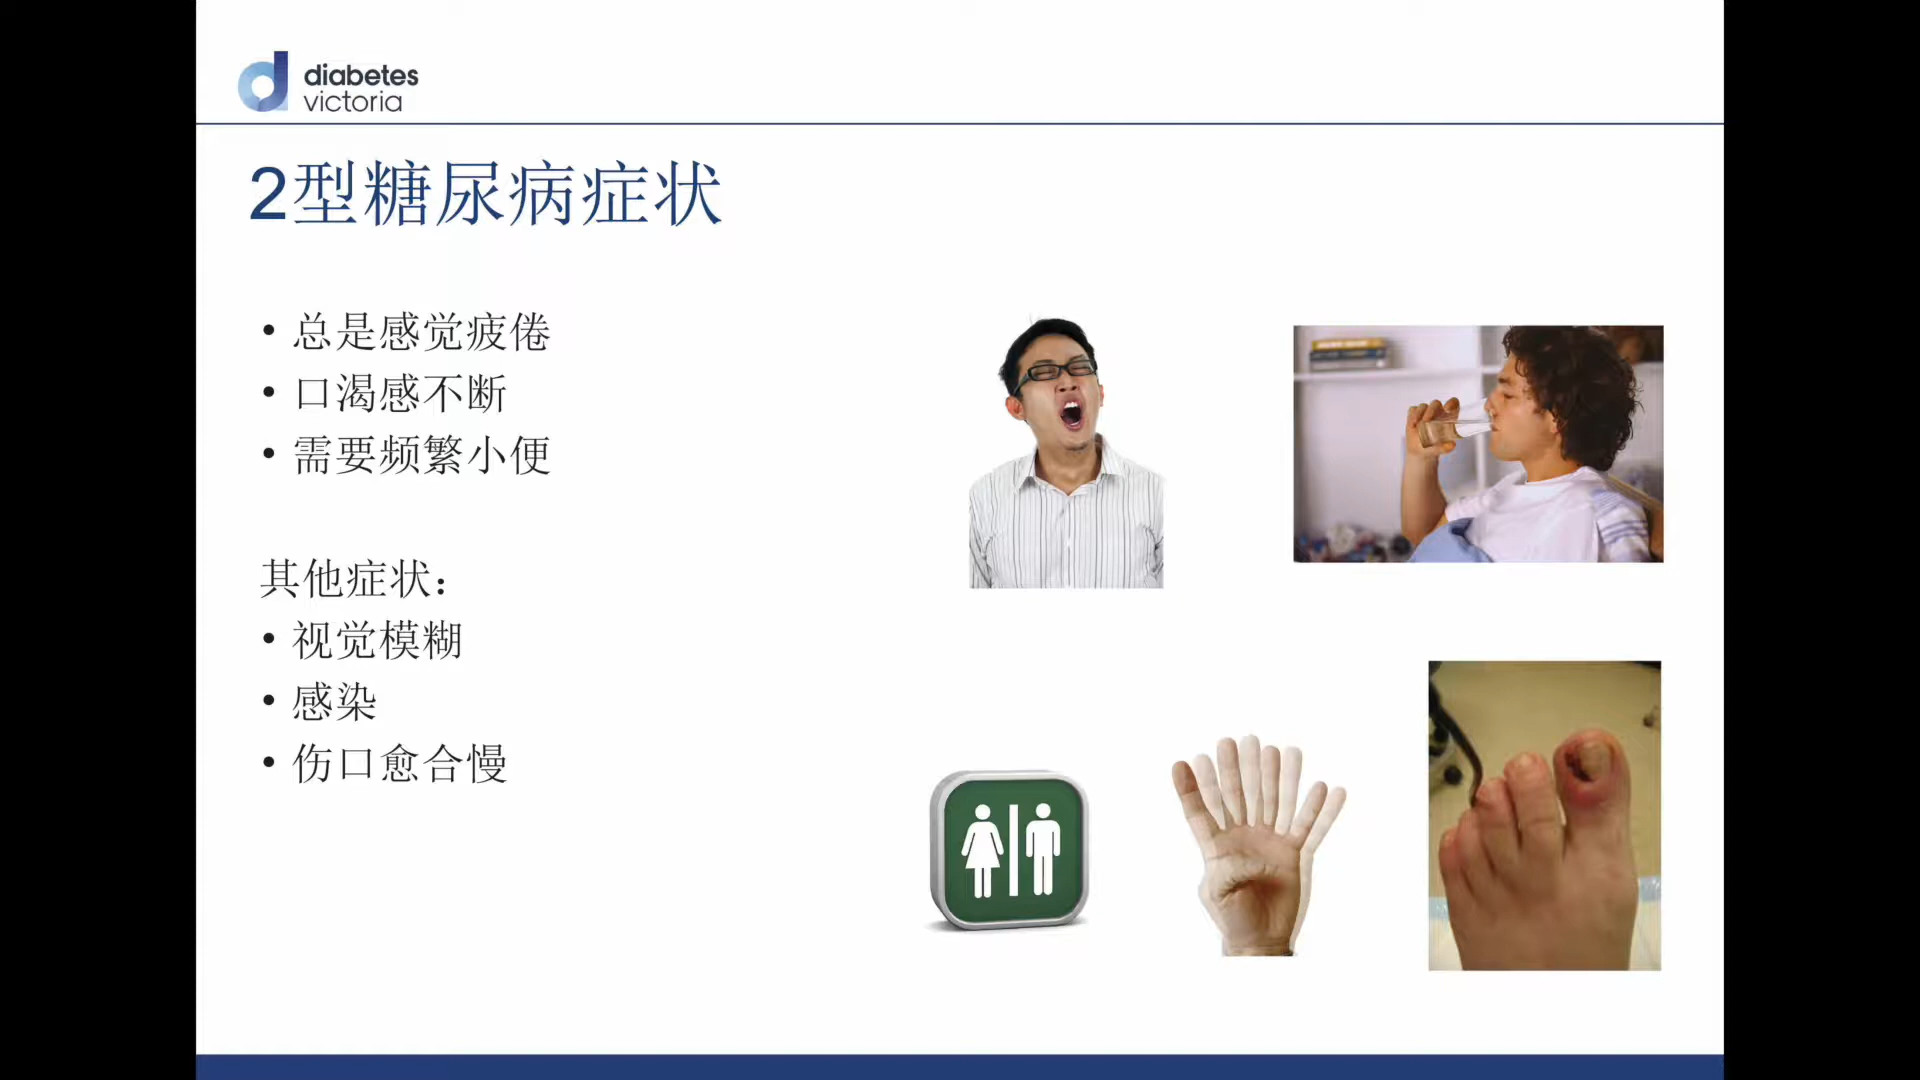 diabetes
victoria
2型糖尿病症状
• 总是感觉疲倦
• 口渴感不断
• 需要频繁小便
其他症状：
• 视觉模糊
• 感染
• 伤口愈合慢